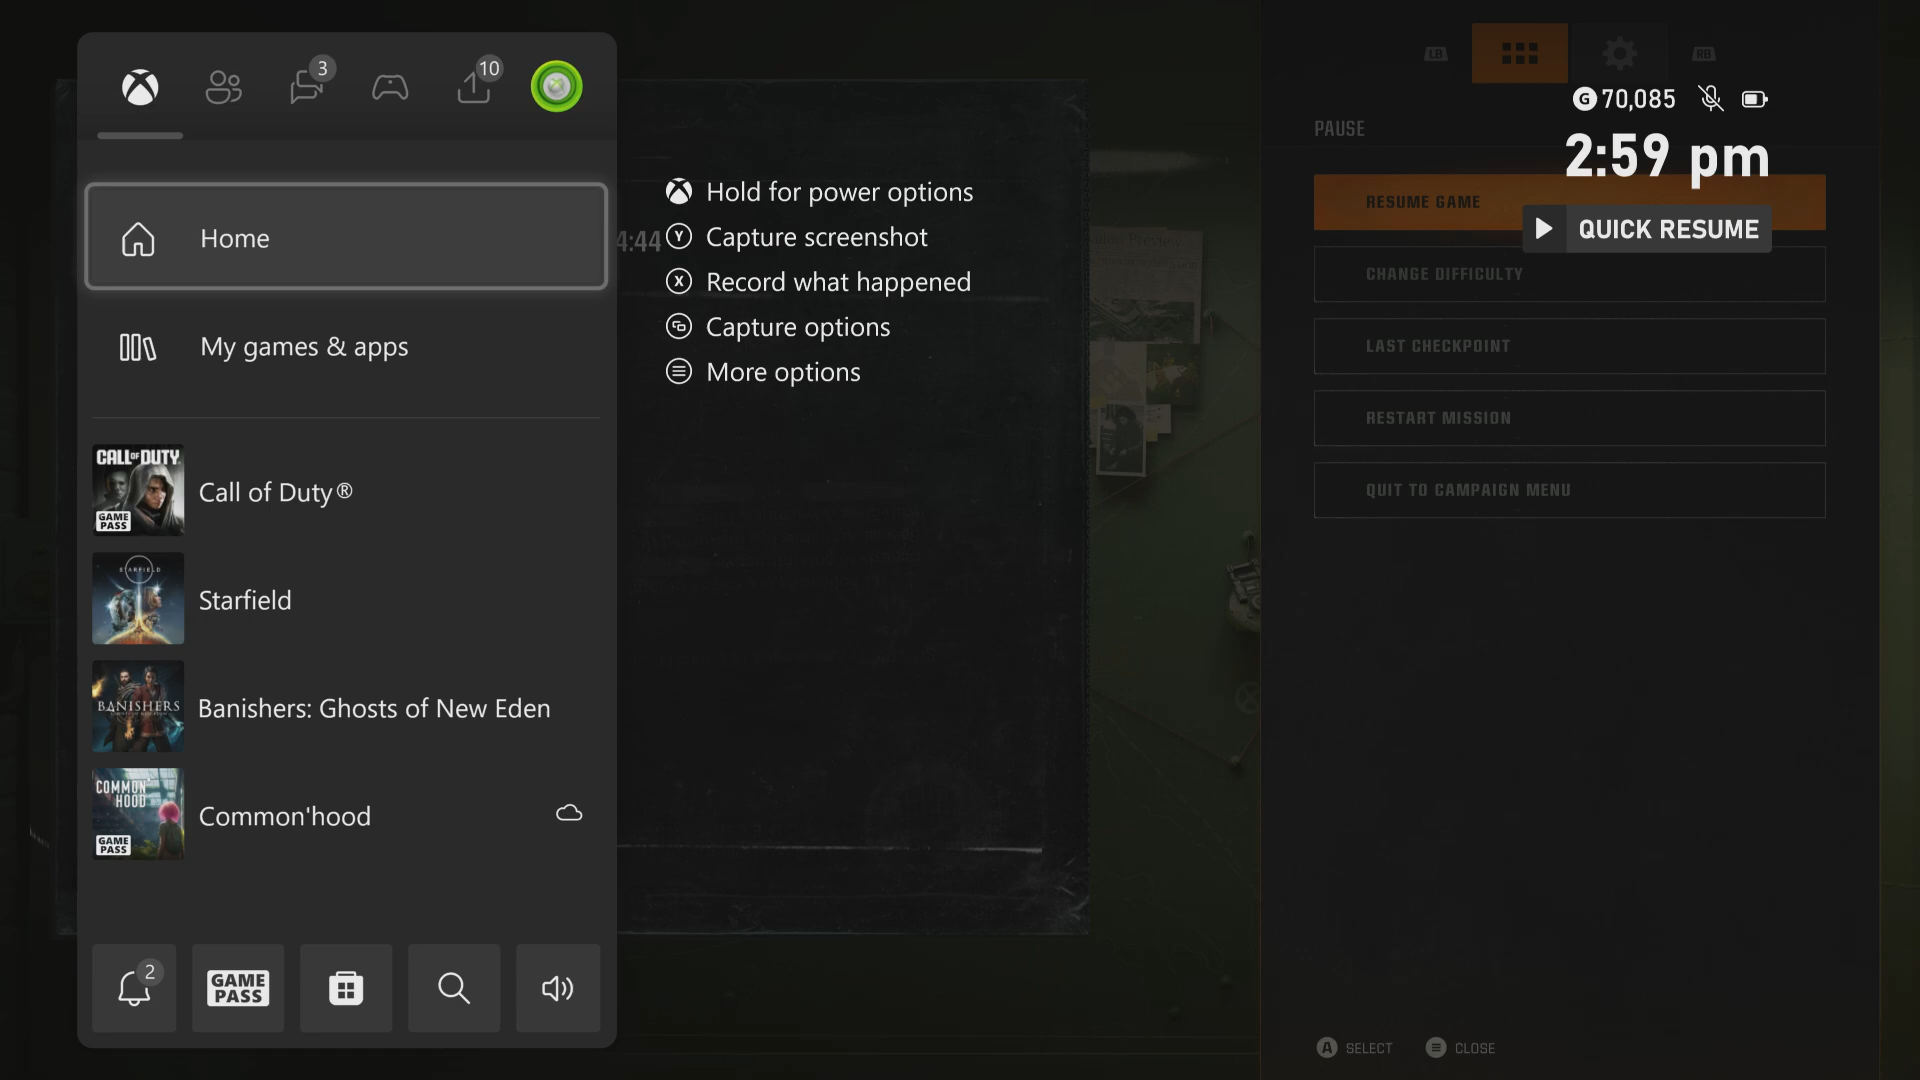 3
10
Home
My games & apps
CALL OF DUTY
GAME PASS
Call of Duty®
STARFIELD
Starfield
BANISHERS
Banishers: Ghosts of New Eden
COMMON'HOOD
GAME PASS
Common'hood
2
GAME PASS
4:44
Hold for power options
Y Capture screenshot
X Record what happened
Capture options
More options
LB
RB
G 70,085
2:59 pm
QUICK RESUME
PAUSE
RESUME GAME
CHANGE DIFFICULTY
LAST CHECKPOINT
RESTART MISSION
QUIT TO CAMPAIGN MENU
A SELECT
CLOSE